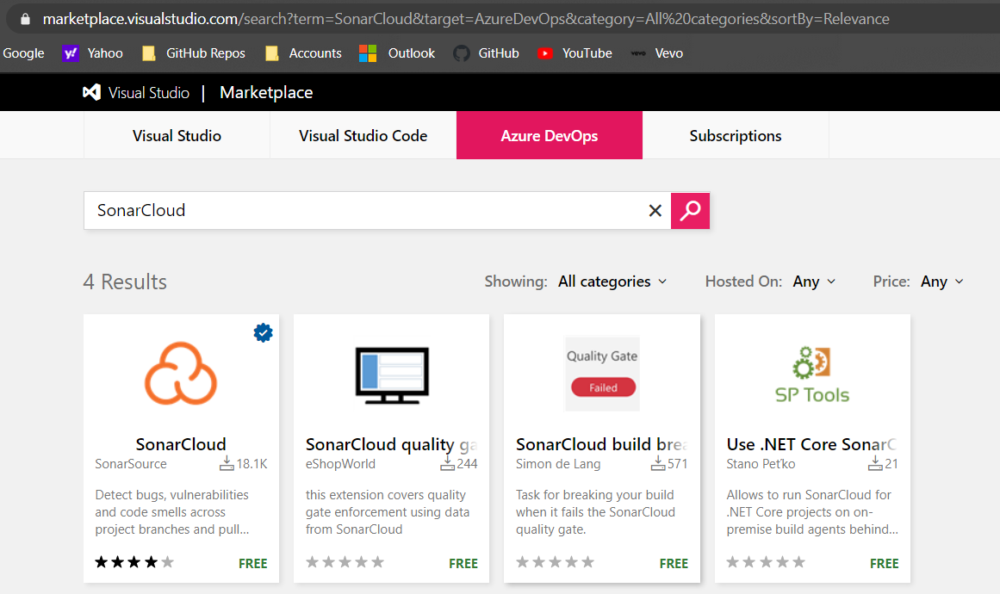 marketplace.visualstudio.com/search?term=SonarCloud&target=AzureDevOps&category=All%20categories&sortBy=Relevance
Google Yahoo GitHub Repos Accounts Outlook GitHub YouTube vevo Vevo
Visual Studio | Marketplace
Visual Studio Visual Studio Code Azure DevOps Subscriptions
SonarCloud
4 Results Showing: All categories Hosted On: Any Price: Any
SonarCloud
SonarSource 18.1K
Detect bugs, vulnerabilities
and code smells across
project branches and pull...
FREE
SonarCloud quality ga
eShopWorld 244
this extension covers quality
gate enforcement using data
from SonarCloud
FREE
Quality Gate
Failed
SonarCloud build brea
Simon de Lang 571
Task for breaking your build
when it fails the SonarCloud
quality gate.
FREE
SP Tools
Use .NET Core SonarC
Stano Peťko 21
Allows to run SonarCloud for
.NET Core projects on on-
premise build agents behind...
FREE